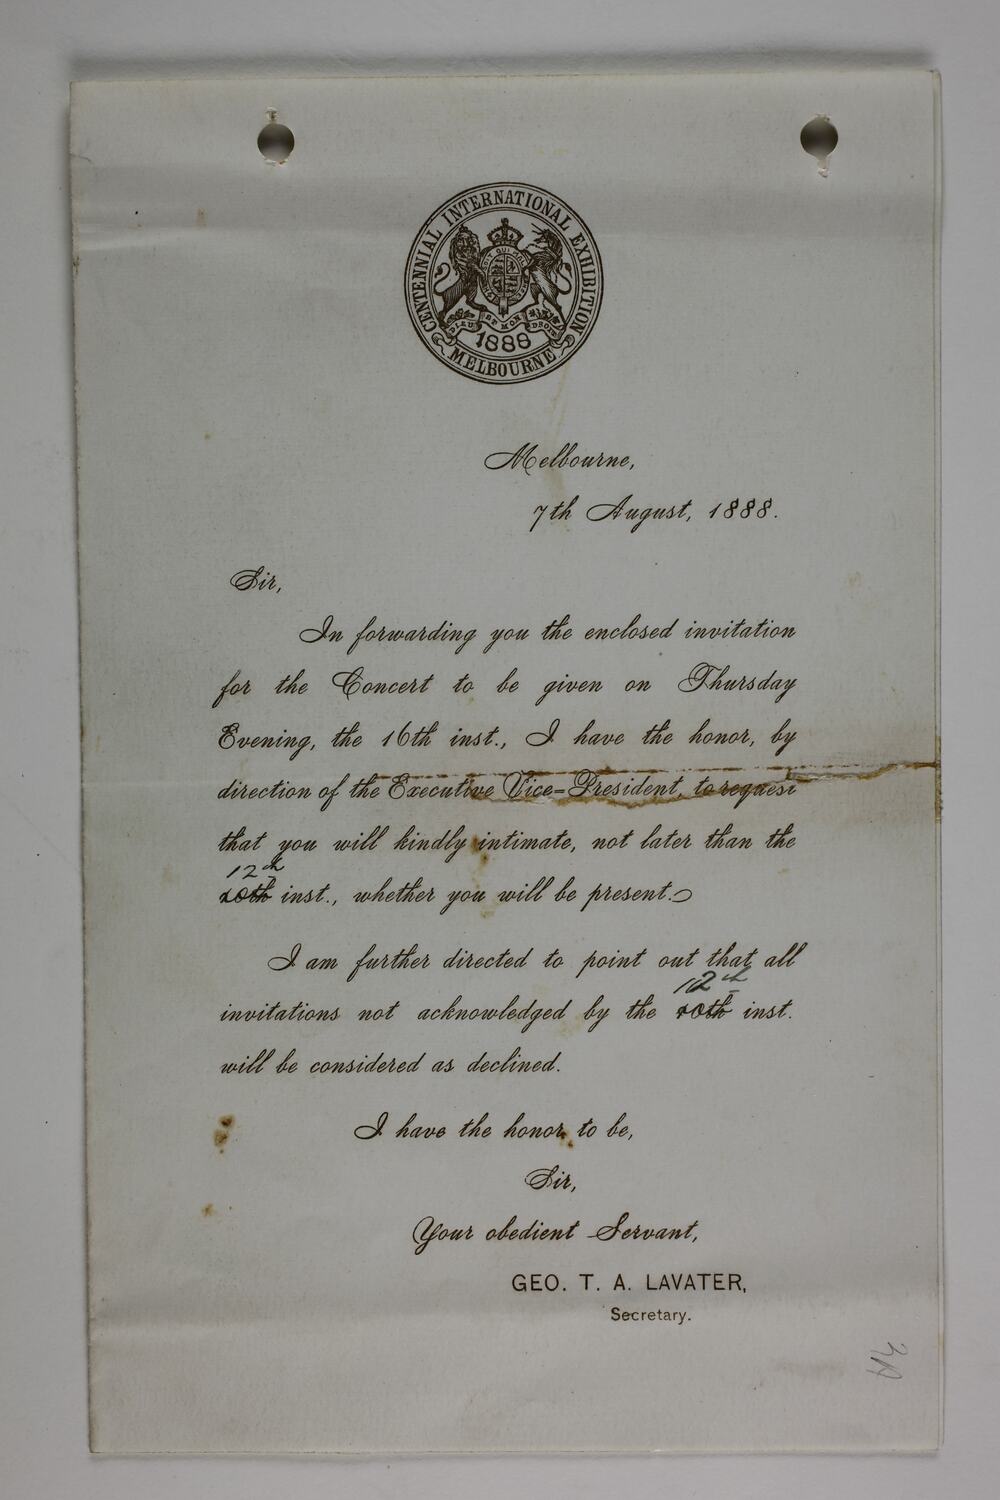 CENTENNIAL INTERNATIONAL EXHIBITION
DIEU ET MON DROIT
1888
MELBOURNE
Melbourne,
7th August, 1888.
Sir,
In forwarding you the enclosed invitation
for the Concert to be given on Thursday
Evening, the 16th inst., I have the honor, by
direction of the Executive Vice-President, to request
that you will kindly intimate, not later than the
12th
10th inst., whether you will be present.
I am further directed to point out that all
12th
invitations not acknowledged by the 10th inst.
will be considered as declined.
I have the honor to be,
Sir,
Your obedient Servant,
GEO. T. A. LAVATER,
Secretary.